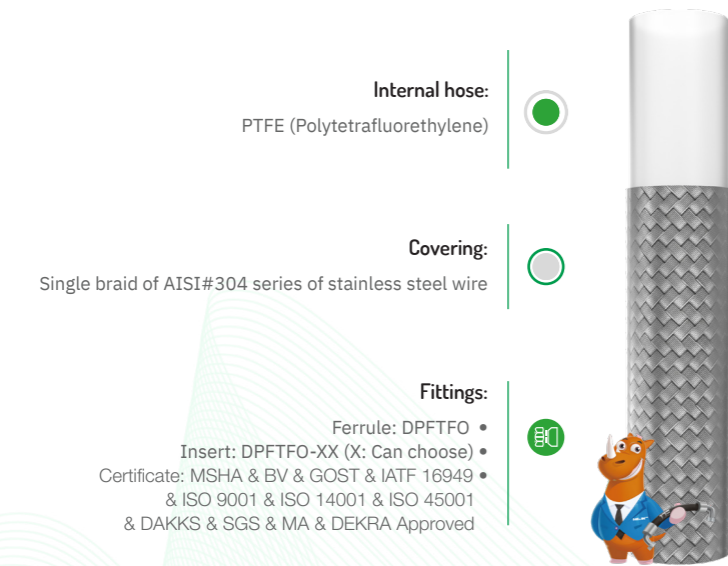 Internal hose:
PTFE (Polytetrafluorethylene)
Covering:
Single braid of AISI#304 series of stainless steel wire
Fittings:
Ferrule: DPFTFO •
Insert: DPFTFO-XX (X: Can choose) •
Certificate: MSHA & BV & GOST & IATF 16949 •
& ISO 9001 & ISO 14001 & ISO 45001
& DAKKS & SGS & MA & DEKRA Approved